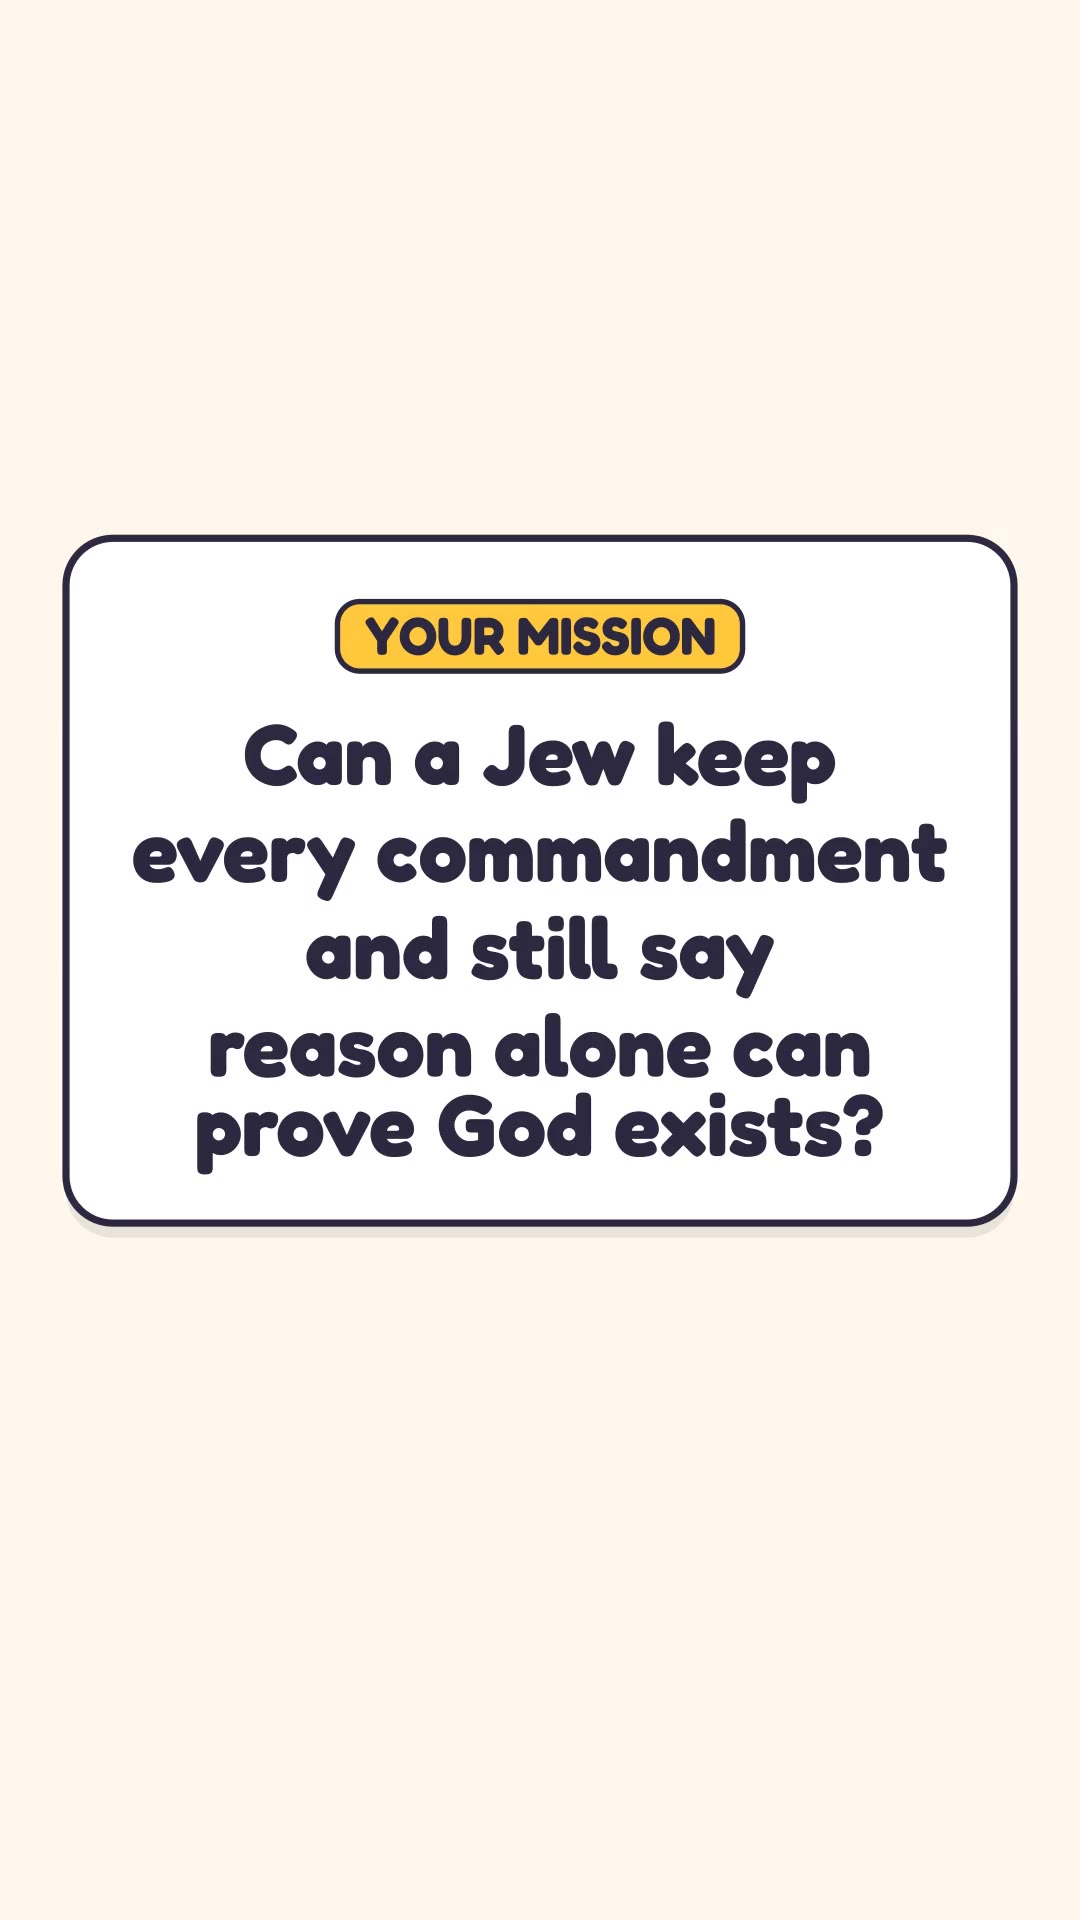 YOUR MISSION
Can a Jew keep
every commandment
and still say
reason alone can
prove God exists?